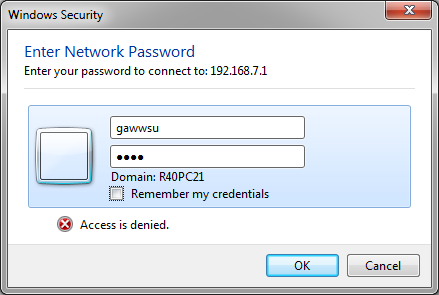 Windows Security
Enter Network Password
Enter your password to connect to: 192.168.7.1
gawwsu
●●●●
Domain: R40PC21
Remember my credentials
Access is denied.
OK
Cancel